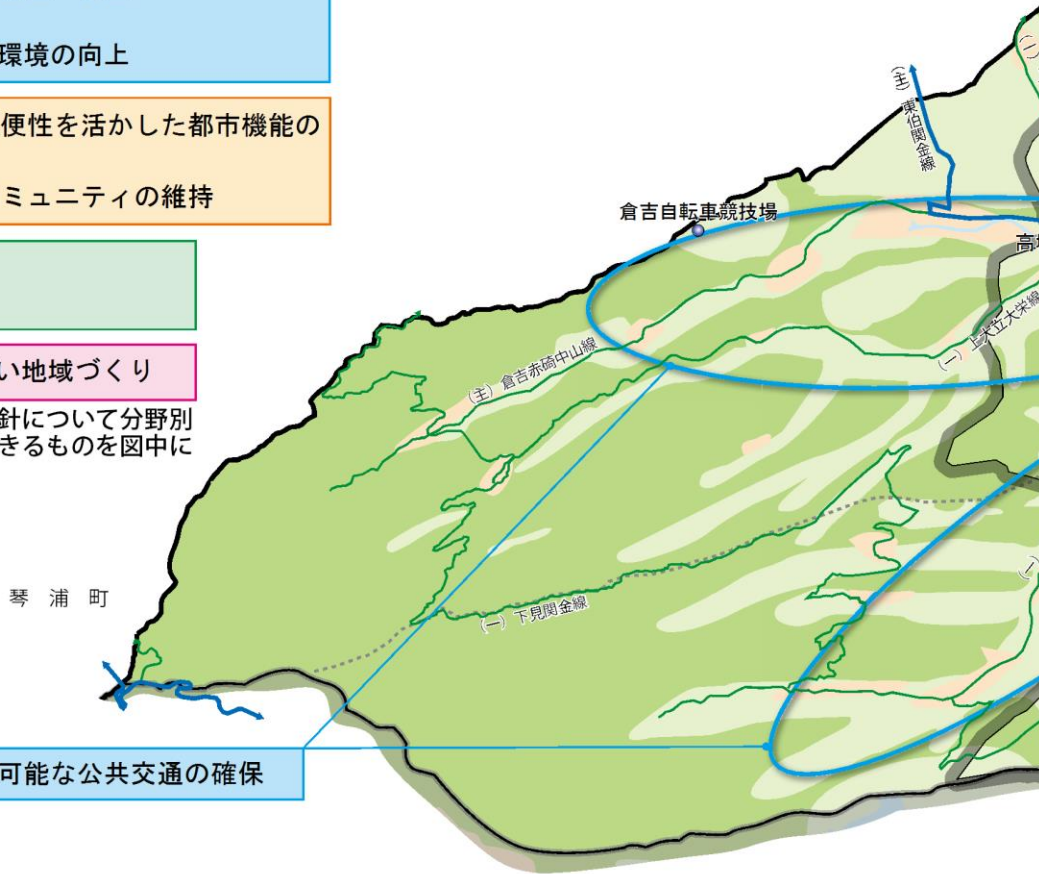 環境の向上
便性を活かした都市機能の
ミュニティの維持
い地域づくり
針について分野別
きるものを図中に
(主) 東伯関金線
倉吉自転車競技場
(一) 上大立大栄線
(主) 倉吉赤碕中山線
琴浦町
(一) 下見関金線
可能な公共交通の確保